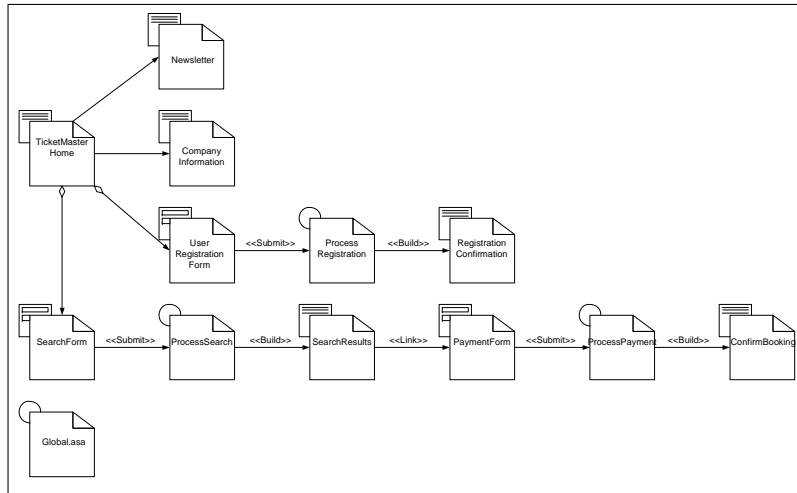 Newsletter
TicketMaster
Home
Company
Information
User
Registration
Form
<<Submit>>
Process
Registration
<<Build>>
Registration
Confirmation
SearchForm
<<Submit>>
ProcessSearch
<<Build>>
SearchResults
<<Link>>
PaymentForm
<<Submit>>
ProcessPayment
<<Build>>
ConfirmBooking
Global.asa